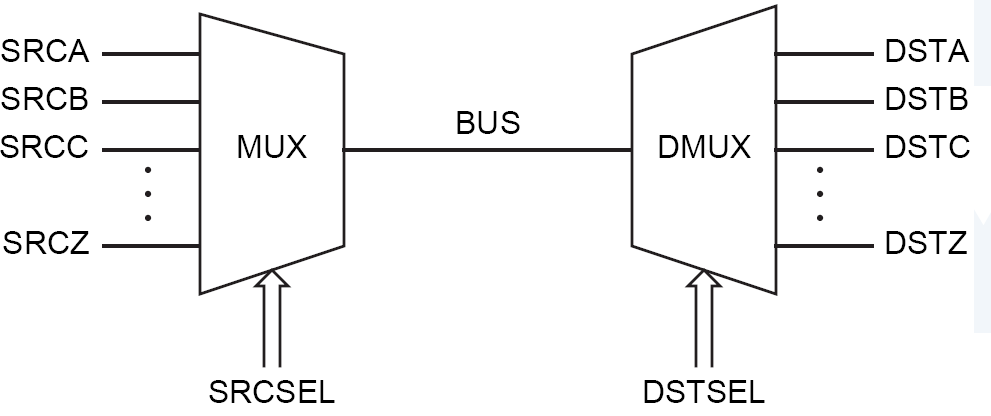 SRCA
SRCB
SRCC
SRCZ
MUX
BUS
DMUX
DSTA
DSTB
DSTC
DSTZ
SRCSEL
DSTSEL